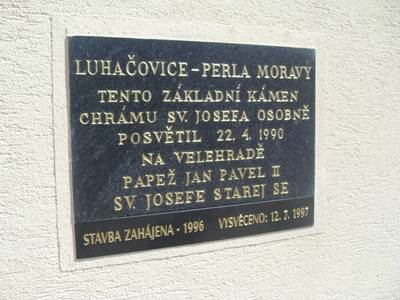 LUHAČOVICE - PERLA MORAVY
TENTO ZÁKLADNÍ KÁMEN
CHRÁMU SV. JOSEFA OSOBNĚ
POSVĚTIL 22. 4. 1990
NA VELEHRADĚ
PAPEŽ JAN PAVEL II
SV. JOSEFE STAREJ SE
STAVBA ZAHÁJENA · 1996 VYSVĚCENO: 12. 7. 1997